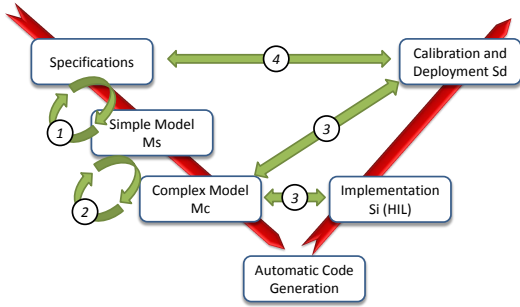 Specifications
4
Calibration and
Deployment Sd
1
Simple Model
Ms
3
2
Complex Model
Mc
3
Implementation
Si (HIL)
Automatic Code
Generation